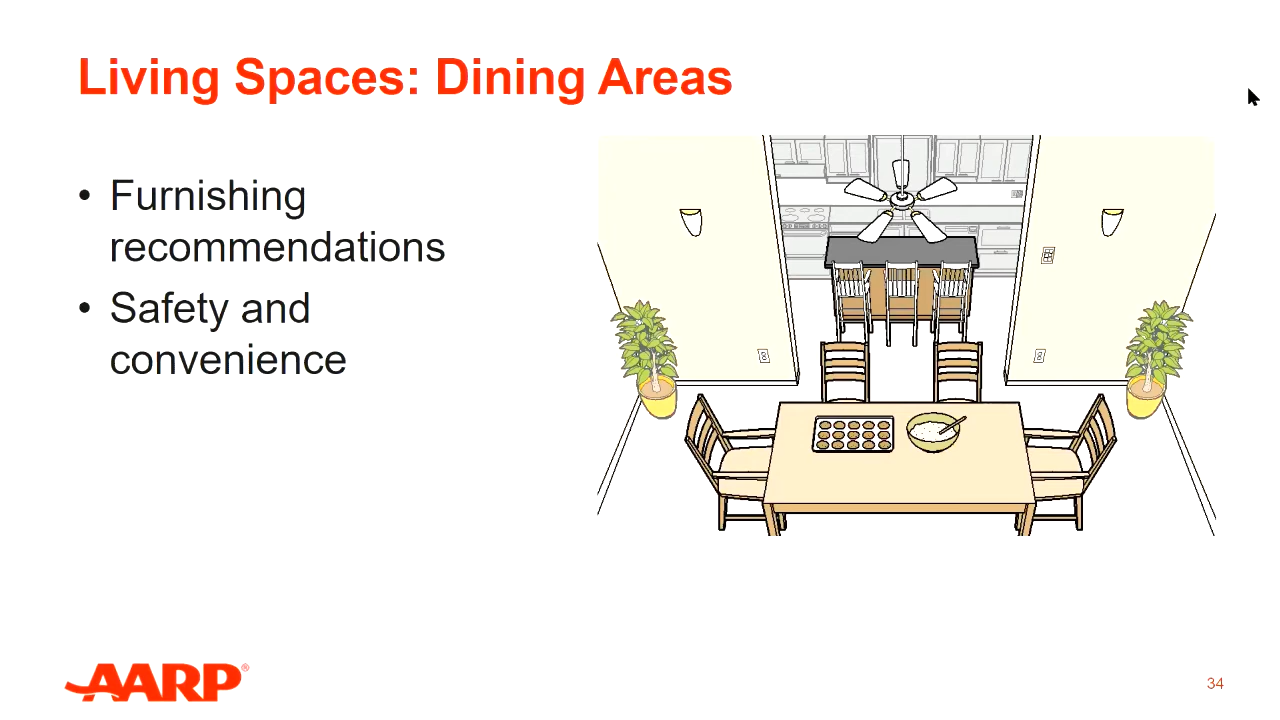 Living Spaces: Dining Areas
• Furnishing
recommendations
• Safety and
convenience
AARP®
34